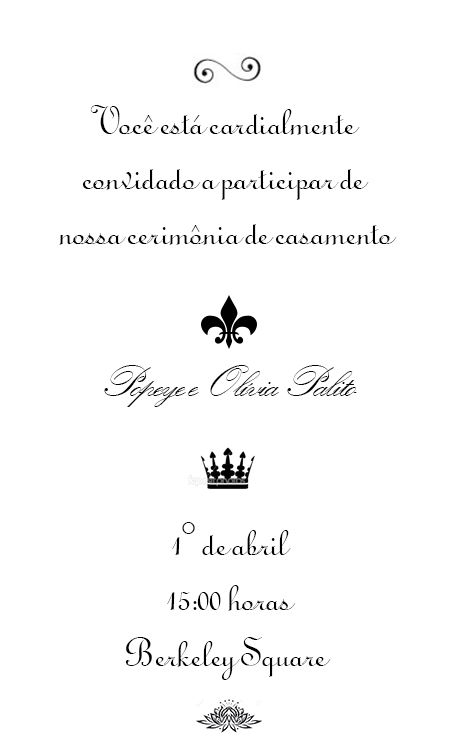 Você está cardialmente
convidado a participar de
nossa cerimônia de casamento
Popeye e Olívia Palito
1º de abril
15:00 horas
Berkeley Square